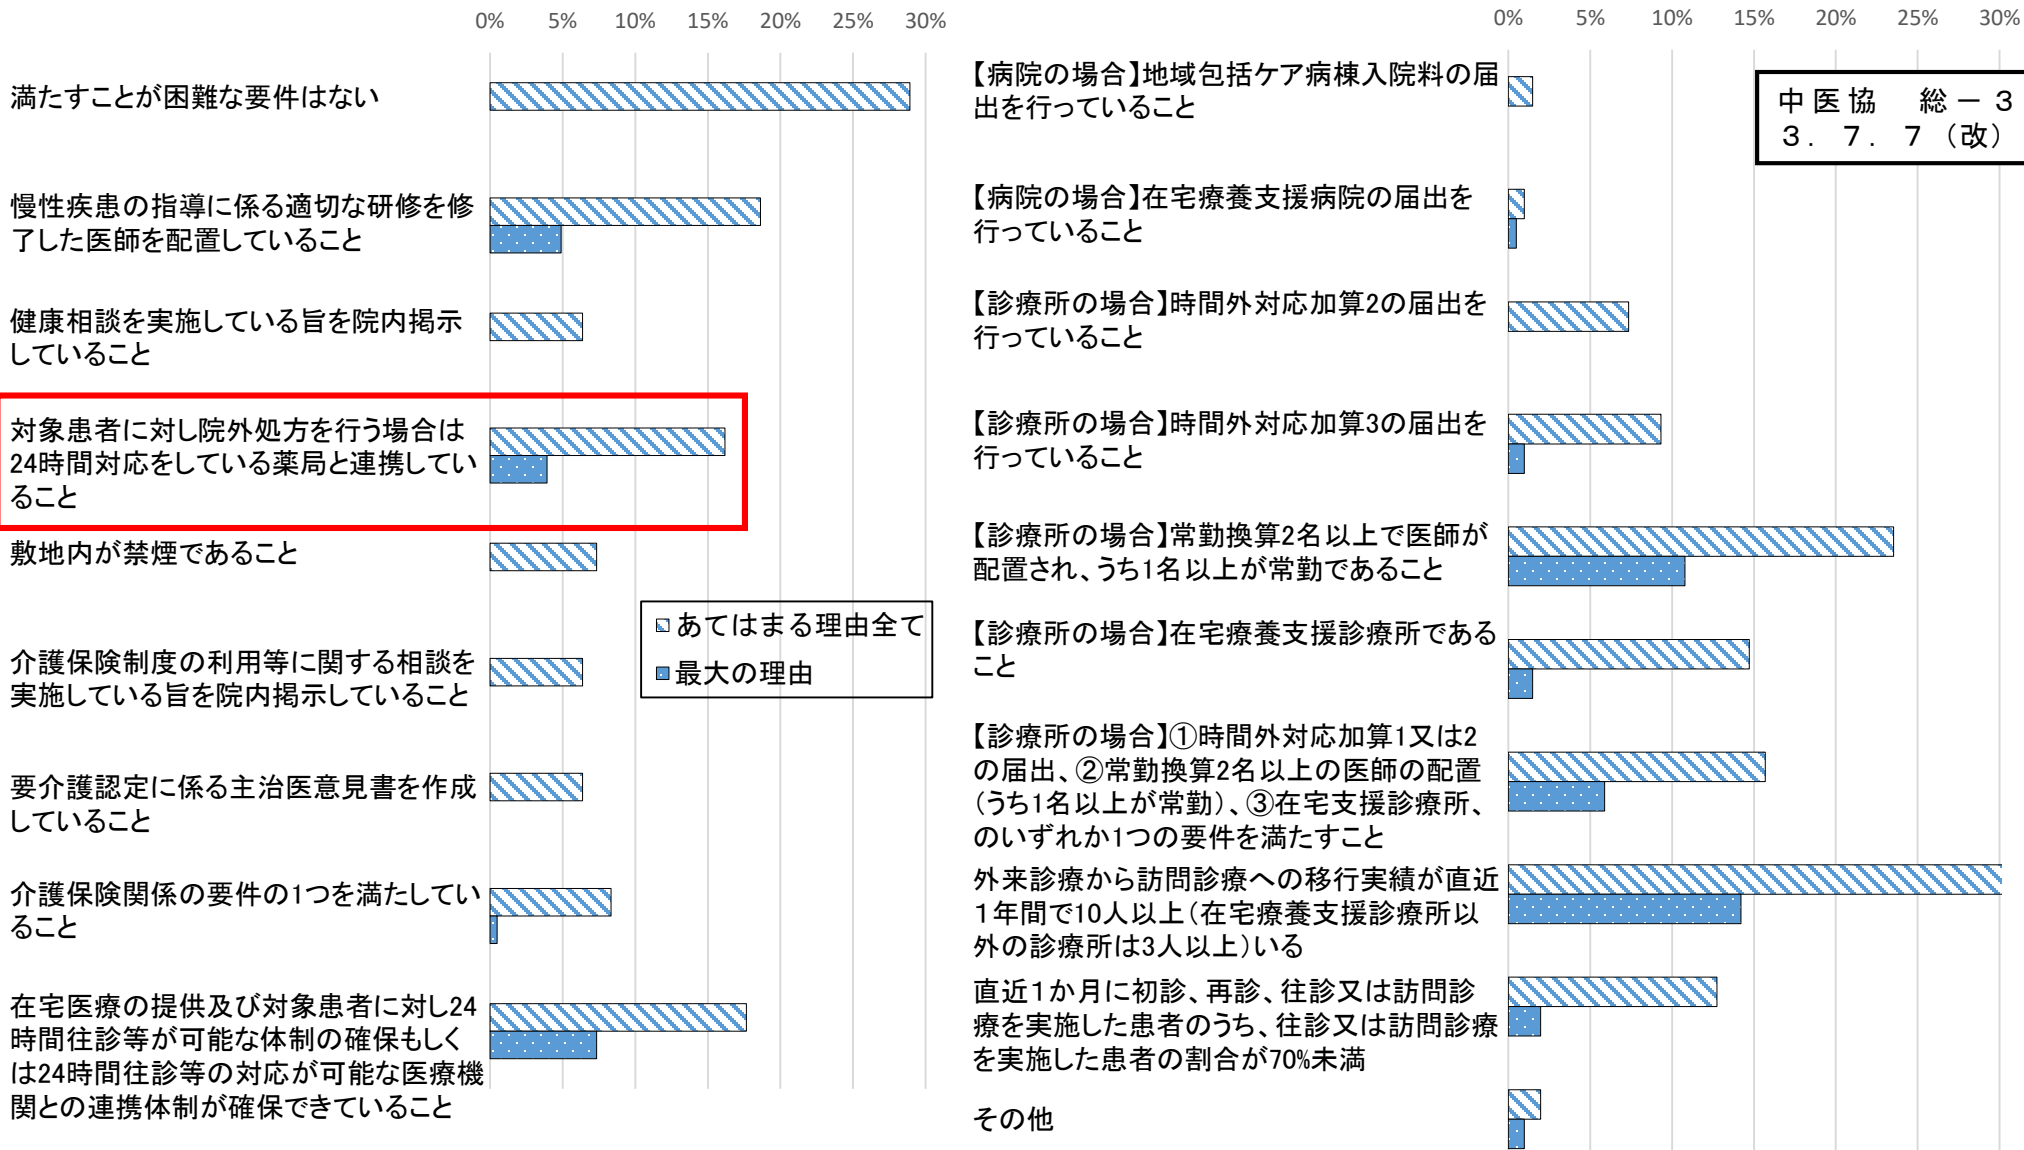 0% 5% 10% 15% 20% 25% 30%
満たすことが困難な要件はない
慢性疾患の指導に係る適切な研修を修
了した医師を配置していること
健康相談を実施している旨を院内掲示
していること
対象患者に対し院外処方を行う場合は
24時間対応をしている薬局と連携してい
ること
敷地内が禁煙であること
介護保険制度の利用等に関する相談を
実施している旨を院内掲示していること
要介護認定に係る主治医意見書を作成
していること
介護保険関係の要件の1つを満たしてい
ること
在宅医療の提供及び対象患者に対し24
時間往診等が可能な体制の確保もしく
は24時間往診等の対応が可能な医療機
関との連携体制が確保できていること
あてはまる理由全て
最大の理由
0% 5% 10% 15% 20% 25% 30%
中医協 総－3
3．7．7（改）
【病院の場合】地域包括ケア病棟入院料の届
出を行っていること
【病院の場合】在宅療養支援病院の届出を
行っていること
【診療所の場合】時間外対応加算2の届出を
行っていること
【診療所の場合】時間外対応加算3の届出を
行っていること
【診療所の場合】常勤換算2名以上で医師が
配置され、うち1名以上が常勤であること
【診療所の場合】在宅療養支援診療所である
こと
【診療所の場合】①時間外対応加算1又は2
の届出、②常勤換算2名以上の医師の配置
（うち1名以上が常勤）、③在宅支援診療所、
のいずれか1つの要件を満たすこと
外来診療から訪問診療への移行実績が直近
１年間で10人以上（在宅療養支援診療所以
外の診療所は3人以上）いる
直近１か月に初診、再診、往診又は訪問診
療を実施した患者のうち、往診又は訪問診療
を実施した患者の割合が70%未満
その他